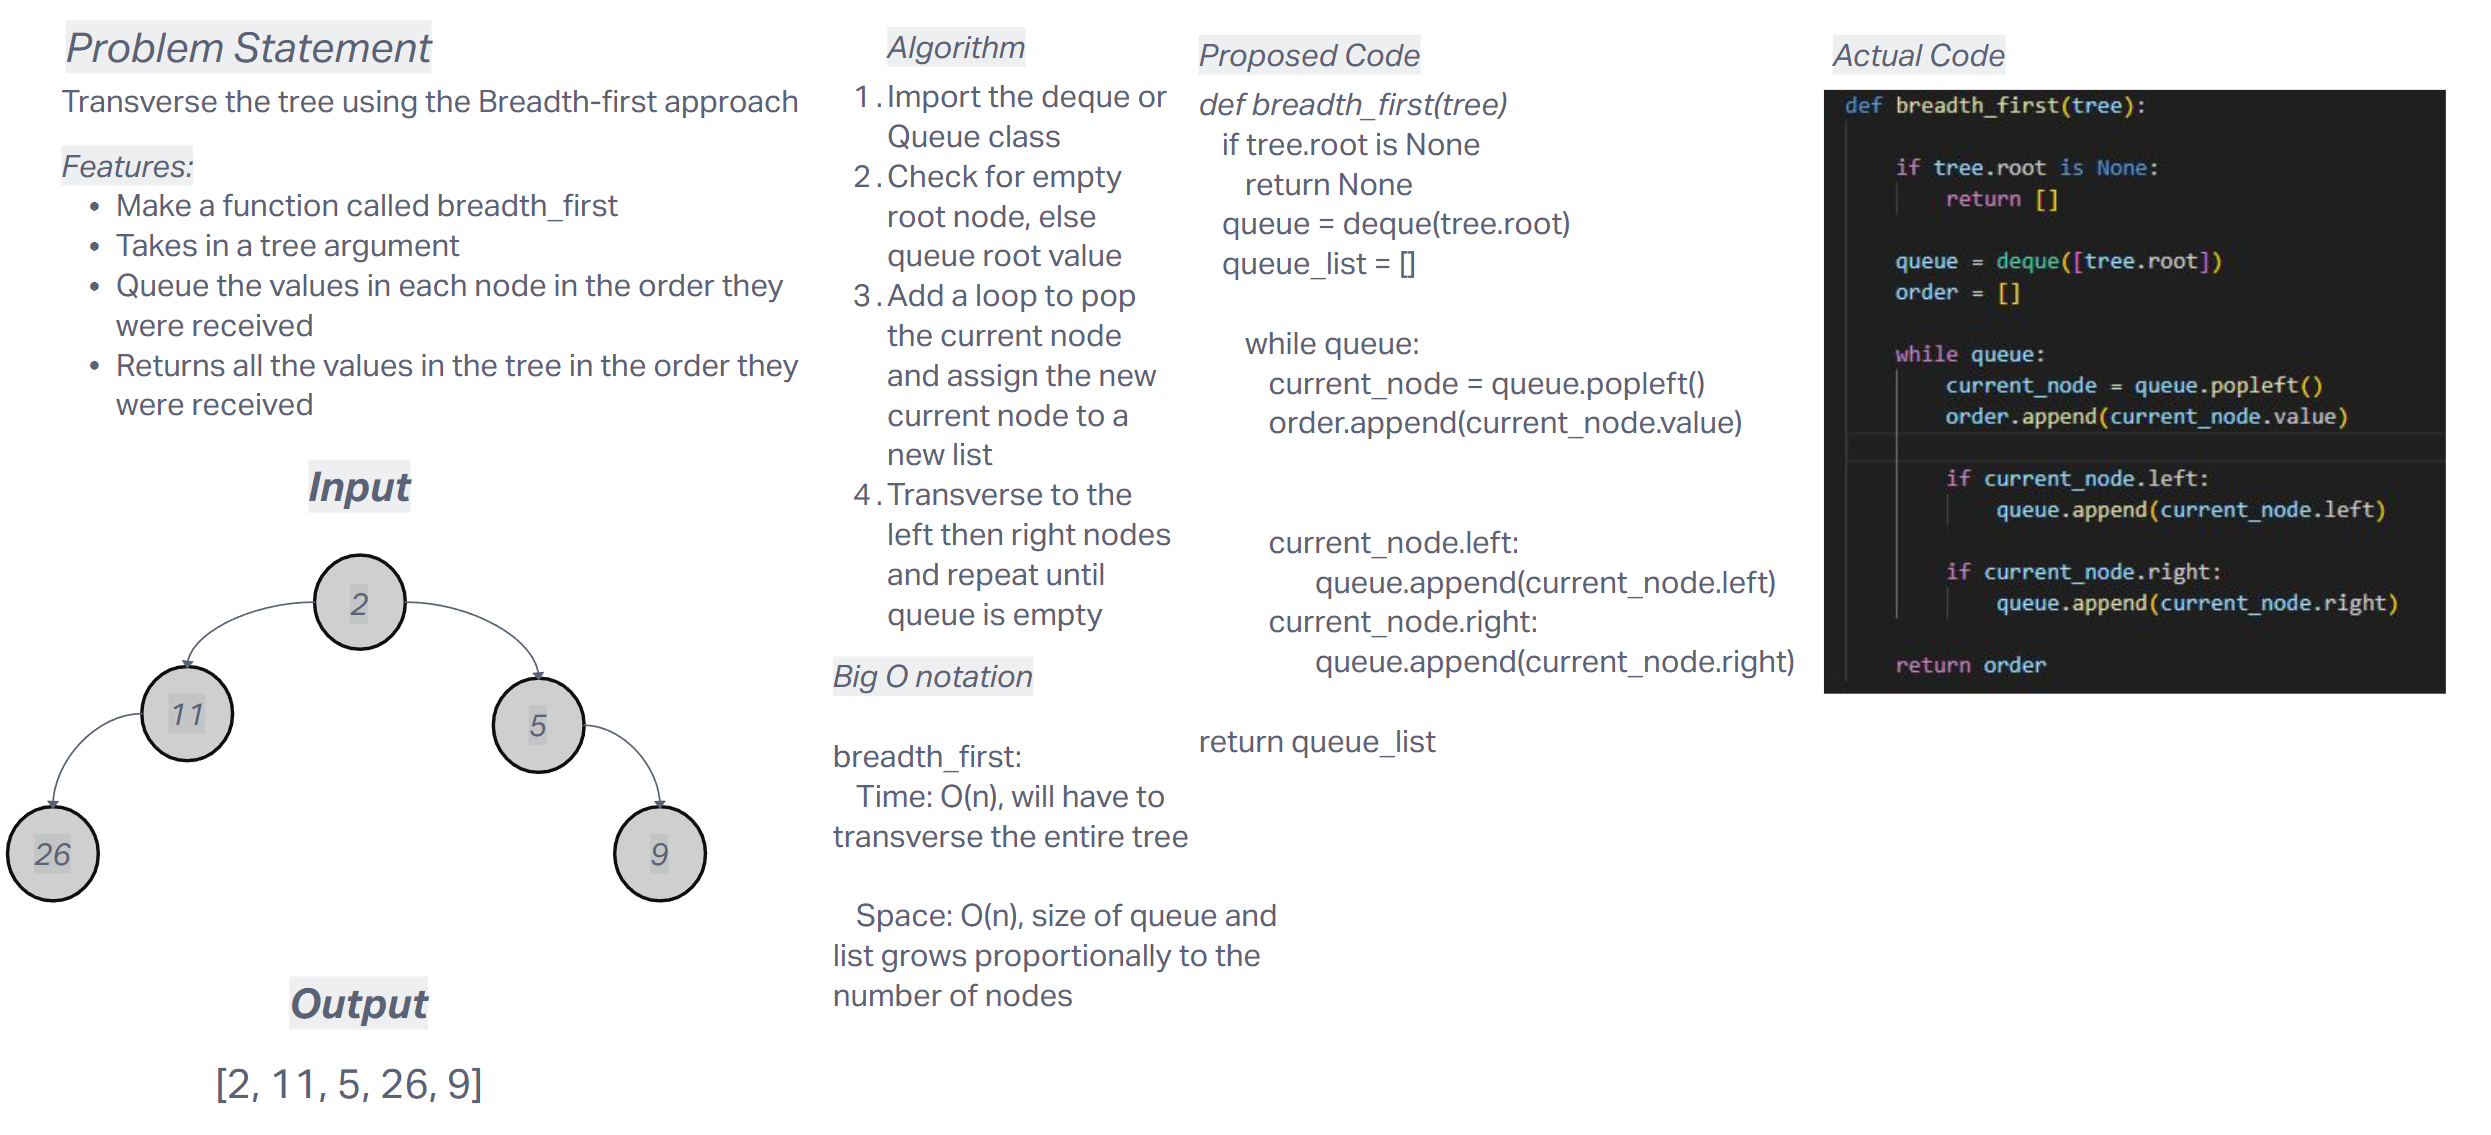 Problem Statement
Transverse the tree using the Breadth-first approach
Features:
• Make a function called breadth_first
• Takes in a tree argument
• Queue the values in each node in the order they
were received
• Returns all the values in the tree in the order they
were received
Input
2
11
5
26
9
Output
[2, 11, 5, 26, 9]
Algorithm
1. Import the deque or
Queue class
2. Check for empty
root node, else
queue root value
3. Add a loop to pop
the current node
and assign the new
current node to a
new list
4. Transverse to the
left then right nodes
and repeat until
queue is empty
Big O notation
breadth_first:
Time: O(n), will have to
transverse the entire tree
Space: O(n), size of queue and
list grows proportionally to the
number of nodes
Proposed Code
def breadth_first(tree)
if tree.root is None
return None
queue = deque(tree.root)
queue_list = []
while queue:
current_node = queue.popleft()
order.append(current_node.value)
current_node.left:
queue.append(current_node.left)
current_node.right:
queue.append(current_node.right)
return queue_list
Actual Code
def breadth_first(tree):
if tree.root is None:
return []
queue = deque([tree.root])
order = []
while queue:
current_node = queue.popleft()
order.append(current_node.value)
if current_node.left:
queue.append(current_node.left)
if current_node.right:
queue.append(current_node.right)
return order